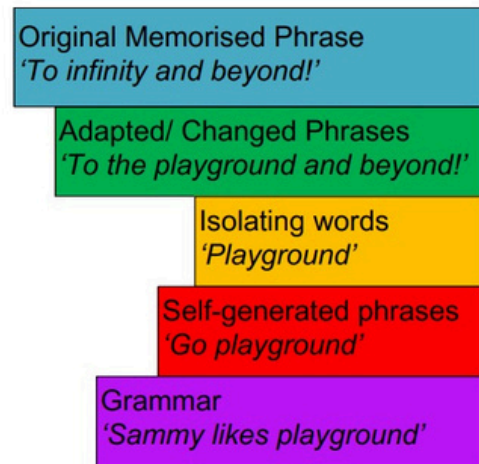 Original Memorised Phrase
‘To infinity and beyond!’
Adapted/ Changed Phrases
‘To the playground and beyond!’
Isolating words
‘Playground’
Self-generated phrases
‘Go playground’
Grammar
‘Sammy likes playground’